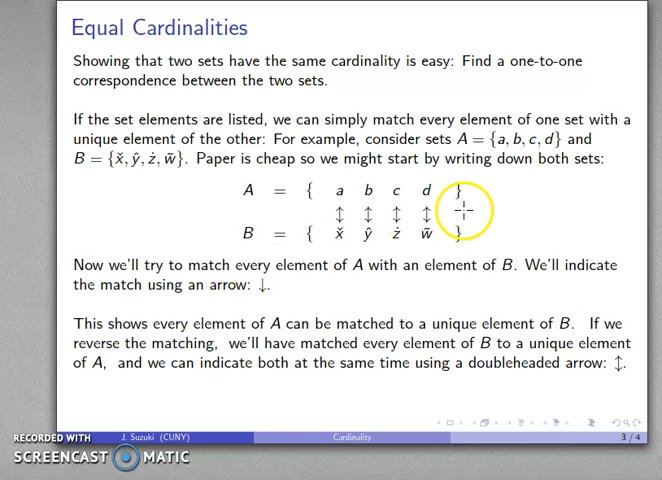 Equal Cardinalities
Showing that two sets have the same cardinality is easy: Find a one-to-one
correspondence between the two sets.
If the set elements are listed, we can simply match every element of one set with a
unique element of the other: For example, consider sets A = {a, b, c, d} and
B = {x̌, ŷ, ż, w̃}. Paper is cheap so we might start by writing down both sets:
A = { a b c d }
↕ ↕ ↕ ↕
B = { x̌ ŷ ż w̃ }
Now we'll try to match every element of A with an element of B. We'll indicate
the match using an arrow: ↓.
This shows every element of A can be matched to a unique element of B. If we
reverse the matching, we'll have matched every element of B to a unique element
of A, and we can indicate both at the same time using a doubleheaded arrow: ↕.
RECORDED WITH
SCREENCAST MATIC
J. Suzuki (CUNY) Cardinality 3 / 4